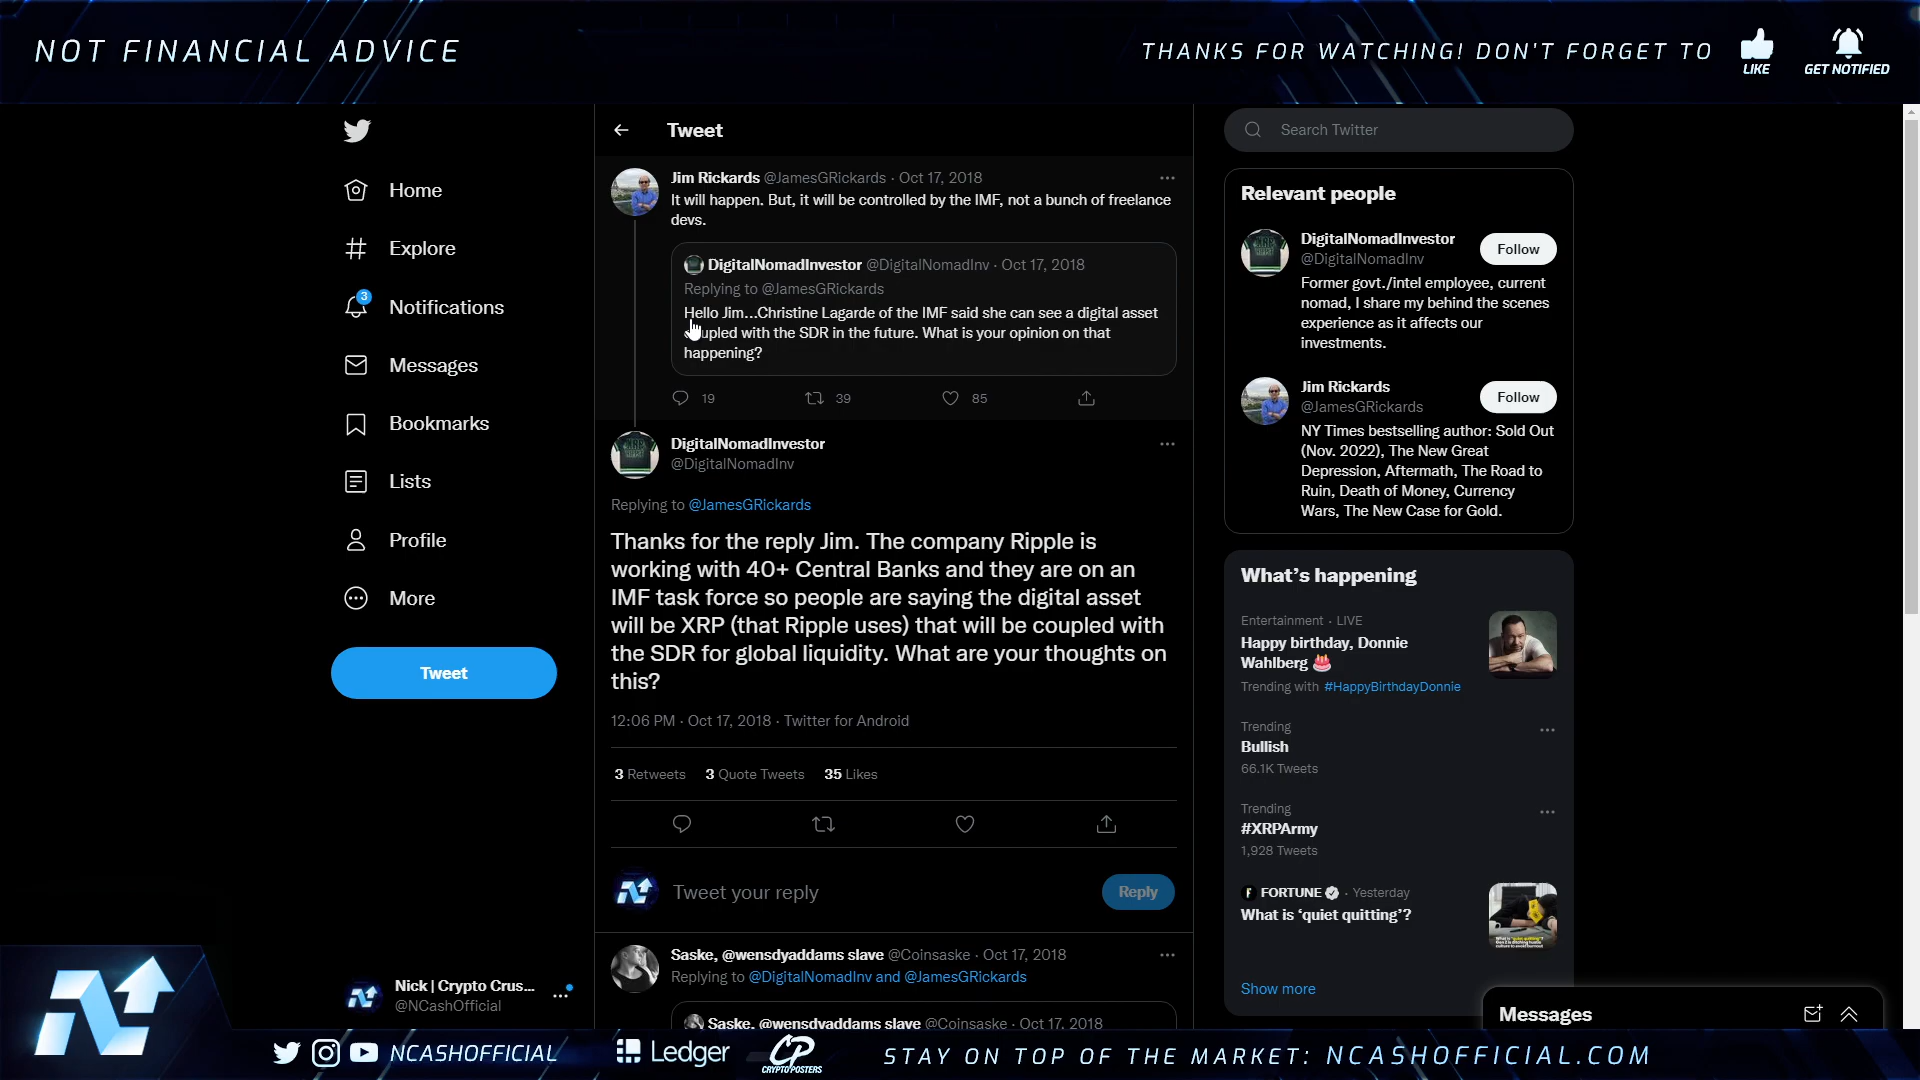 NOT FINANCIAL ADVICE
THANKS FOR WATCHING! DON'T FORGET TO
LIKE
GET NOTIFIED
Home
Explore
3
Notifications
Messages
Bookmarks
Lists
Profile
More
Tweet
Nick | Crypto Crus...
@NCashOfficial
Tweet
Jim Rickards @JamesGRickards · Oct 17, 2018
It will happen. But, it will be controlled by the IMF, not a bunch of freelance
devs.
DigitalNomadInvestor @DigitalNomadInv · Oct 17, 2018
Replying to @JamesGRickards
Hello Jim...Christine Lagarde of the IMF said she can see a digital asset
coupled with the SDR in the future. What is your opinion on that
happening?
19
39
85
DigitalNomadInvestor
@DigitalNomadInv
Replying to @JamesGRickards
Thanks for the reply Jim. The company Ripple is
working with 40+ Central Banks and they are on an
IMF task force so people are saying the digital asset
will be XRP (that Ripple uses) that will be coupled with
the SDR for global liquidity. What are your thoughts on
this?
12:06 PM · Oct 17, 2018 · Twitter for Android
3 Retweets 3 Quote Tweets 35 Likes
Tweet your reply
Reply
Saske, @wensdyaddams slave @Coinsaske · Oct 17, 2018
Replying to @DigitalNomadInv and @JamesGRickards
Saske, @wensdyaddams slave @Coinsaske · Oct 17, 2018
Search Twitter
Relevant people
DigitalNomadInvestor
@DigitalNomadInv
Follow
Former govt./intel employee, current
nomad, I share my behind the scenes
experience as it affects our
investments.
Jim Rickards
@JamesGRickards
Follow
NY Times bestselling author: Sold Out
(Nov. 2022), The New Great
Depression, Aftermath, The Road to
Ruin, Death of Money, Currency
Wars, The New Case for Gold.
What's happening
Entertainment · LIVE
Happy birthday, Donnie
Wahlberg
Trending with #HappyBirthdayDonnie
Trending
Bullish
66.1K Tweets
Trending
#XRPArmy
1,928 Tweets
FORTUNE · Yesterday
What is 'quiet quitting'?
Show more
Messages
NCASHOFFICIAL
Ledger
CP
CRYPTOPOSTERS
STAY ON TOP OF THE MARKET: NCASHOFFICIAL.COM